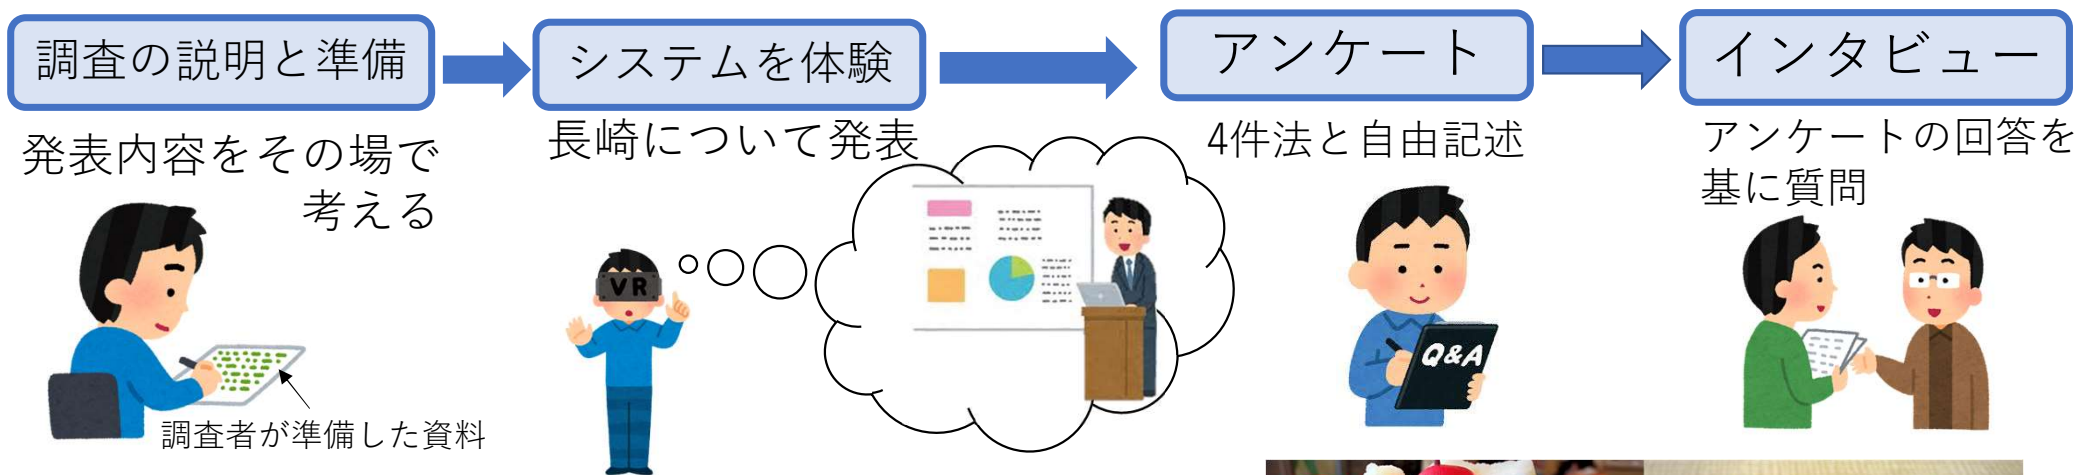 調査の説明と準備
システムを体験
アンケート
インタビュー
発表内容をその場で
考える
長崎について発表
4件法と自由記述
アンケートの回答を
基に質問
VR
Q&A
調査者が準備した資料